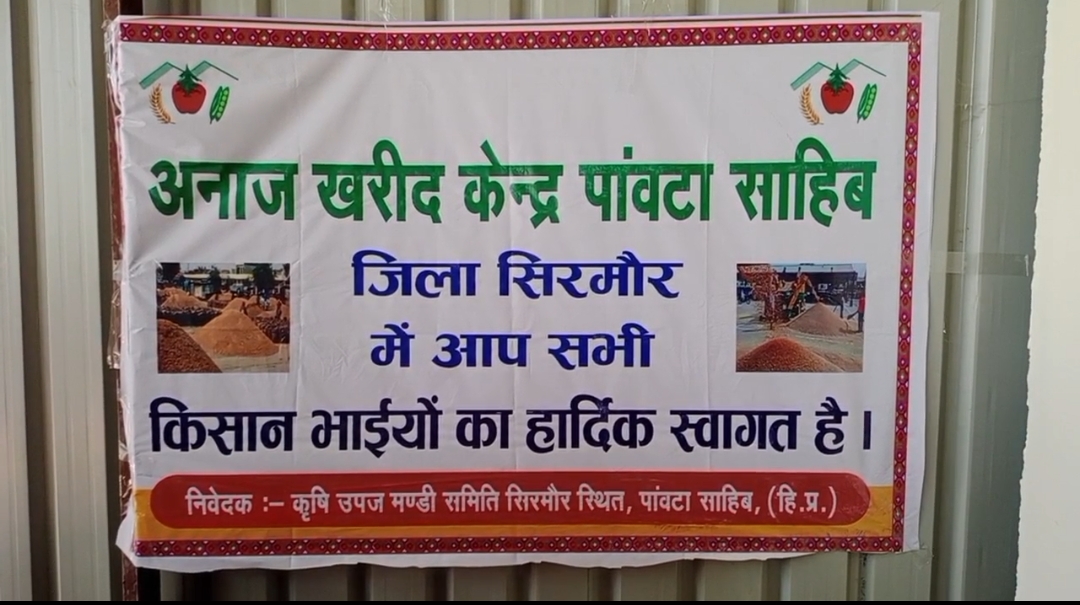 अनाज खरीद केन्द्र पांवटा साहिब
जिला सिरमौर
में आप सभी
किसान भाईयों का हार्दिक स्वागत है।
निवेदक :– कृषि उपज मण्डी समिति सिरमौर स्थित, पांवटा साहिब, (हि.प्र.)